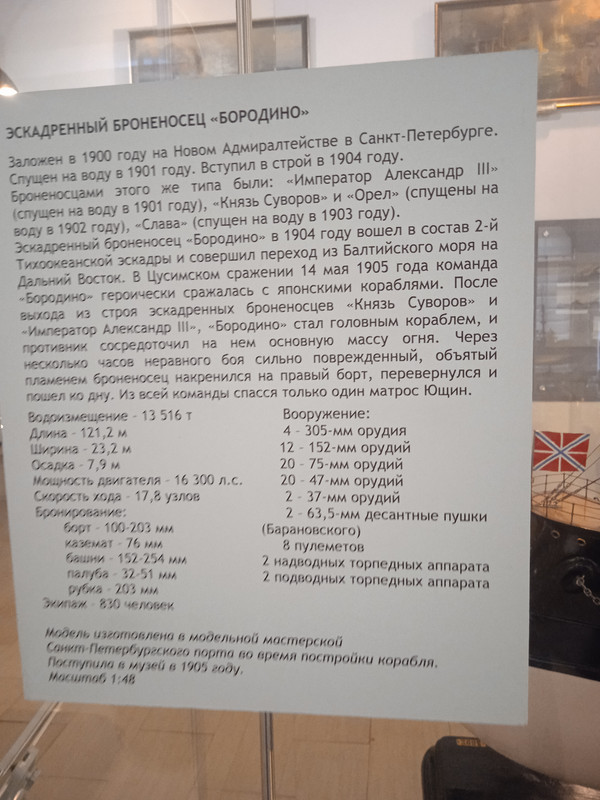 ЭСКАДРЕННЫЙ БРОНЕНОСЕЦ «БОРОДИНО»
Заложен в 1900 году на Новом Адмиралтействе в Санкт-Петербурге.
Спущен на воду в 1901 году. Вступил в строй в 1904 году.
Броненосцами этого же типа были: «Император Александр III»
(спущен на воду в 1901 году), «Князь Суворов» и «Орел» (спущены на
воду в 1902 году), «Слава» (спущен на воду в 1903 году).
Эскадренный броненосец «Бородино» в 1904 году вошел в состав 2-й
Тихоокеанской эскадры и совершил переход из Балтийского моря на
Дальний Восток. В Цусимском сражении 14 мая 1905 года команда
«Бородино» героически сражалась с японскими кораблями. После
выхода из строя эскадренных броненосцев «Князь Суворов» и
«Император Александр III», «Бородино» стал головным кораблем, и
противник сосредоточил на нем основную массу огня. Через
несколько часов неравного боя сильно поврежденный, объятый
пламенем броненосец накренился на правый борт, перевернулся и
пошел ко дну. Из всей команды спасся только один матрос Ющин.
Водоизмещение - 13 516 т
Длина - 121,2 м
Ширина - 23,2 м
Осадка - 7,9 м
Мощность двигателя - 16 300 л.с.
Скорость хода - 17,8 узлов
Бронирование:
борт - 100-203 мм
каземат - 76 мм
башни - 152-254 мм
палуба - 32-51 мм
рубка - 203 мм
Экипаж - 830 человек
Вооружение:
4 - 305-мм орудия
12 - 152-мм орудий
20 - 75-мм орудий
20 - 47-мм орудий
2 - 37-мм орудий
2 - 63,5-мм десантные пушки
(Барановского)
8 пулеметов
2 надводных торпедных аппарата
2 подводных торпедных аппарата
Модель изготовлена в модельной мастерской
Санкт-Петербургского порта во время постройки корабля.
Поступила в музей в 1905 году.
Масштаб 1:48